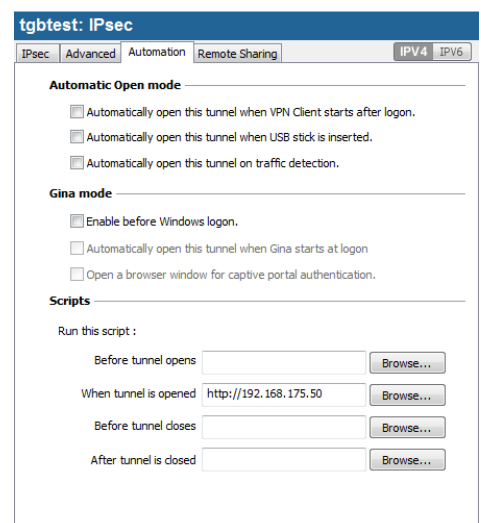 tgbtest: IPsec
IPsec Advanced Automation Remote Sharing IPV4 IPV6
Automatic Open mode
Automatically open this tunnel when VPN Client starts after logon.
Automatically open this tunnel when USB stick is inserted.
Automatically open this tunnel on traffic detection.
Gina mode
Enable before Windows logon.
Automatically open this tunnel when Gina starts at logon
Open a browser window for captive portal authentication.
Scripts
Run this script :
Before tunnel opens Browse...
When tunnel is opened http://192.168.175.50 Browse...
Before tunnel closes Browse...
After tunnel is closed Browse...